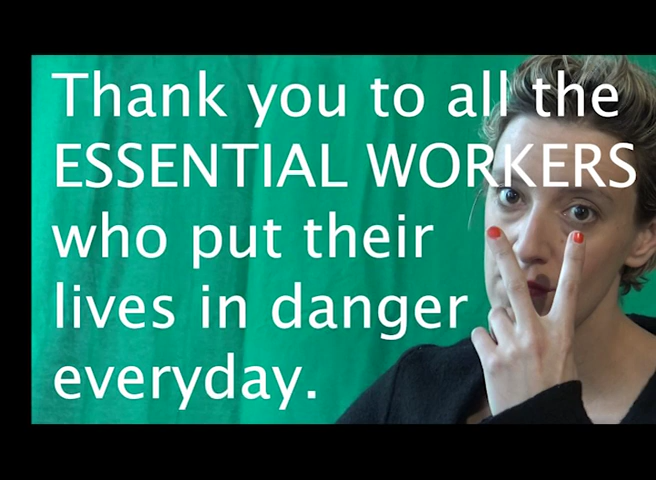 Thank you to all the
ESSENTIAL WORKERS
who put their
lives in danger
everyday.